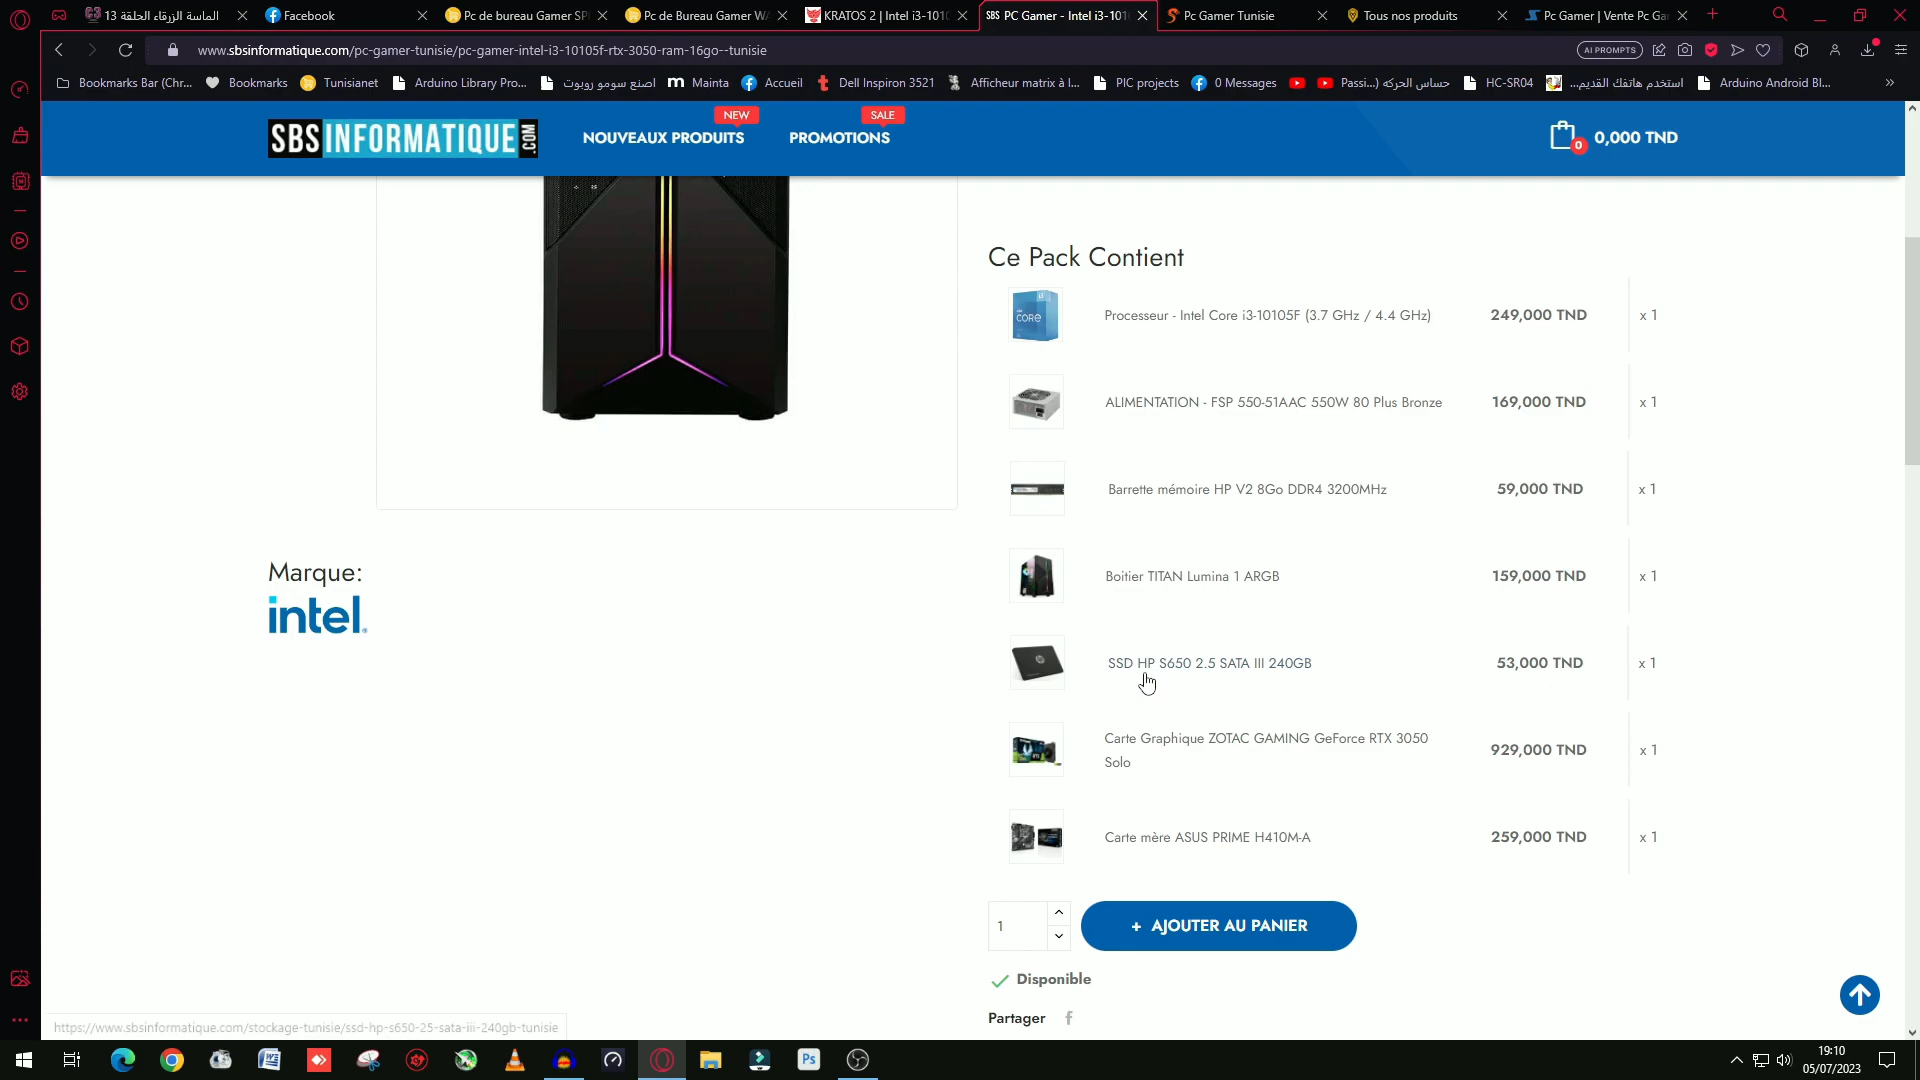 الماسة الزرقاء الحلقة 13
Facebook
Pc de bureau Gamer SP
Pc de Bureau Gamer W
KRATOS 2 | Intel i3-101
SBS PC Gamer - Intel i3-101
Pc Gamer Tunisie
Tous nos produits
Pc Gamer | Vente Pc Ga
www.sbsinformatique.com/pc-gamer-tunisie/pc-gamer-intel-i3-10105f-rtx-3050-ram-16go--tunisie
AI PROMPTS
Bookmarks Bar (Chr...
Bookmarks
Tunisianet
Arduino Library Pro...
اصنع سومو روبوت
Mainta
Accueil
Dell Inspiron 3521
Afficheur matrix à l...
PIC projects
0 Messages
Passi...) حساس الحركه
HC-SR04
استخدم هاتفك القديم...
Arduino Android Bl...
SBSINFORMATIQUE.COM
NEW
NOUVEAUX PRODUITS
SALE
PROMOTIONS
0
0,000 TND
Ce Pack Contient
Processeur - Intel Core i3-10105F (3.7 GHz / 4.4 GHz) 249,000 TND x 1
ALIMENTATION - FSP 550-51AAC 550W 80 Plus Bronze 169,000 TND x 1
Barrette mémoire HP V2 8Go DDR4 3200MHz 59,000 TND x 1
Boitier TITAN Lumina 1 ARGB 159,000 TND x 1
SSD HP S650 2.5 SATA III 240GB 53,000 TND x 1
Carte Graphique ZOTAC GAMING GeForce RTX 3050 Solo 929,000 TND x 1
Carte mère ASUS PRIME H410M-A 259,000 TND x 1
Marque:
intel.
1
+ AJOUTER AU PANIER
Disponible
Partager
https://www.sbsinformatique.com/stockage-tunisie/ssd-hp-s650-25-sata-iii-240gb-tunisie
19:10
05/07/2023